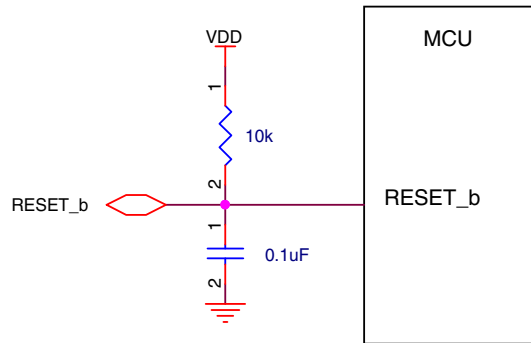 VDD
MCU
1
10k
2
RESET_b
RESET_b
1
0.1uF
2